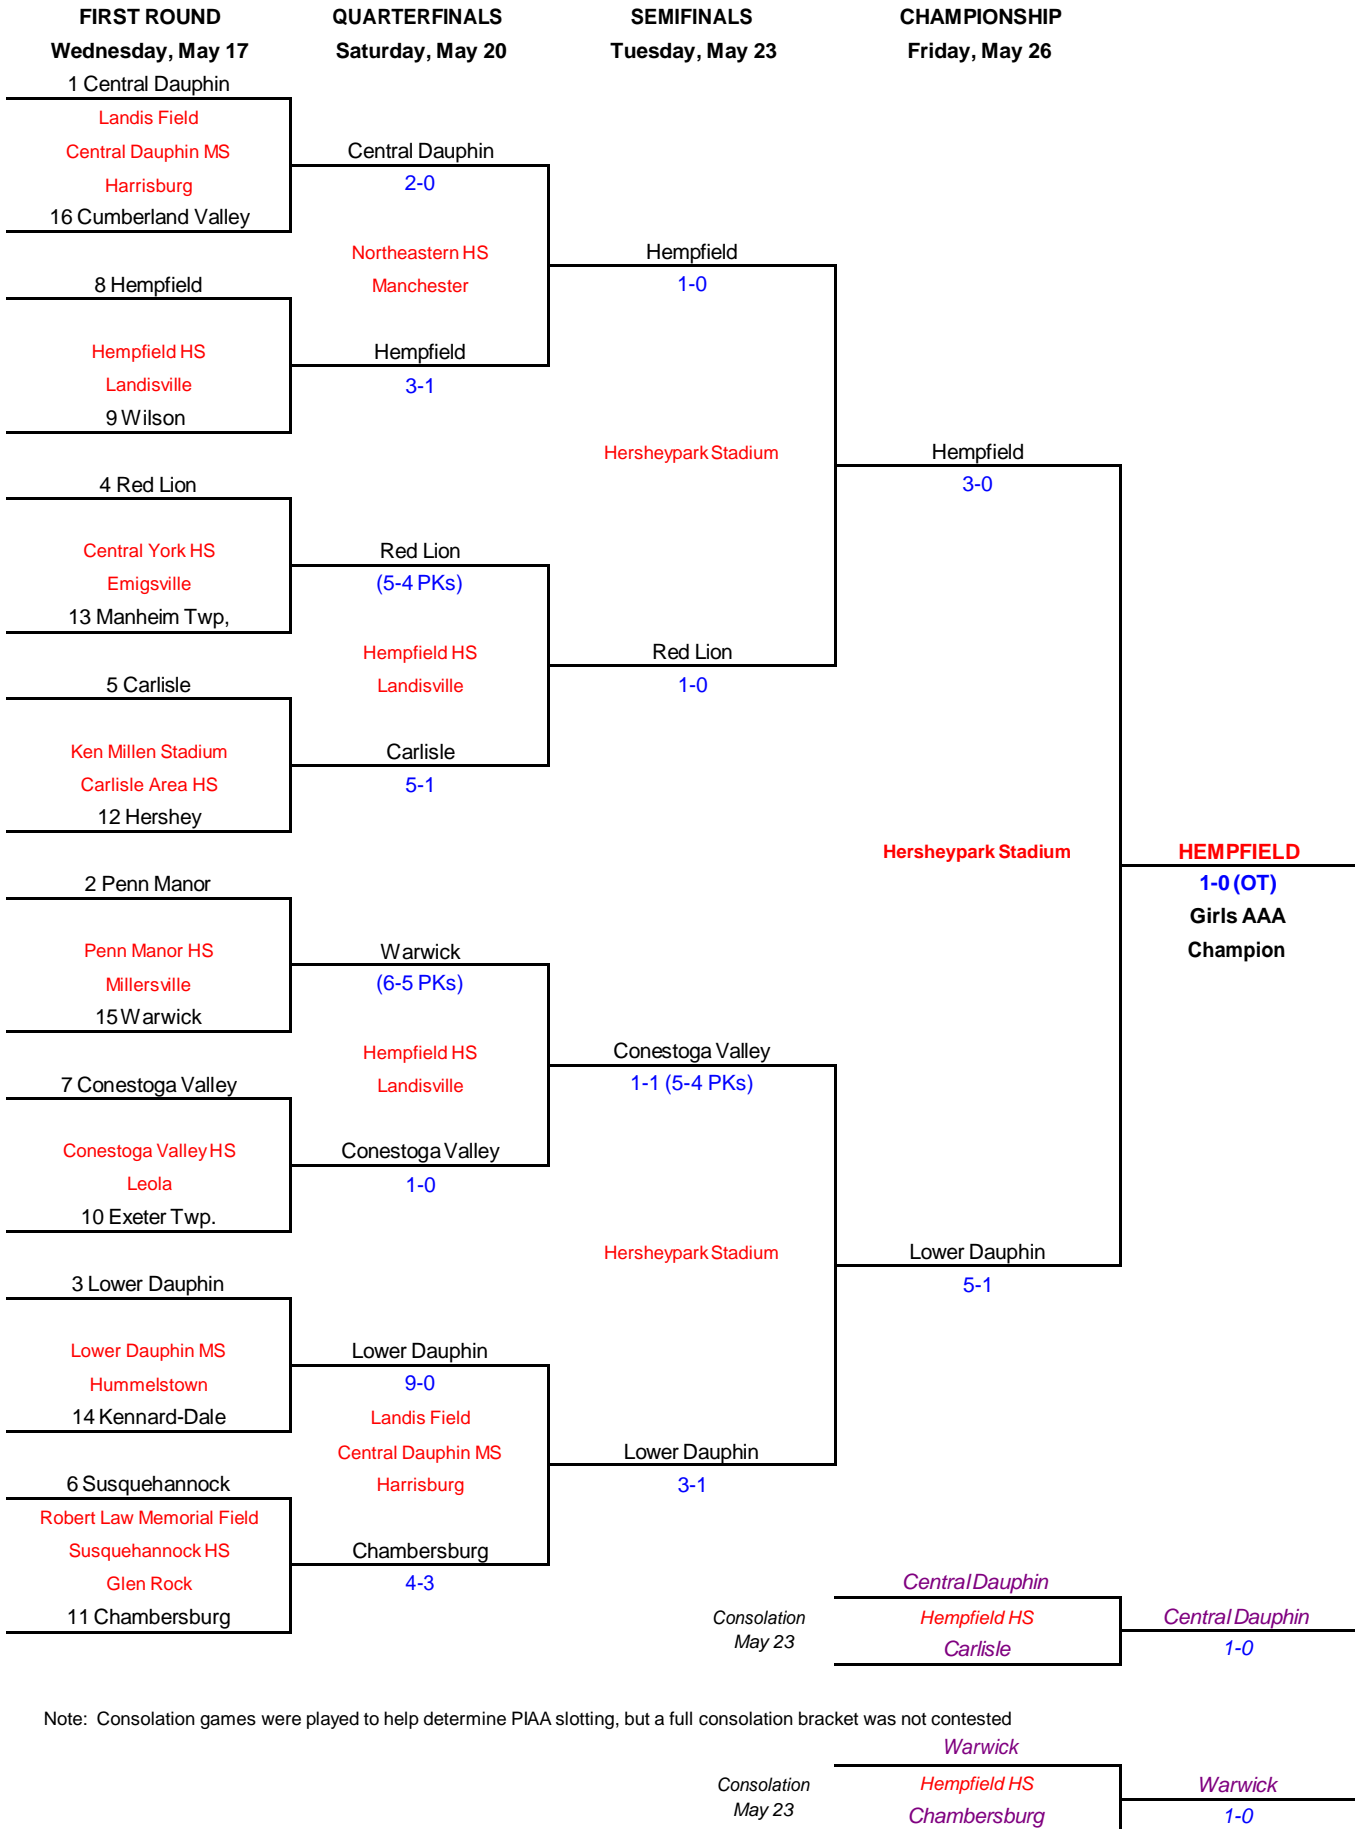 FIRST ROUND
QUARTERFINALS
SEMIFINALS
CHAMPIONSHIP
Wednesday, May 17
Saturday, May 20
Tuesday, May 23
Friday, May 26
1 Central Dauphin
Landis Field
Central Dauphin MS
Harrisburg
16 Cumberland Valley
8 Hempfield
Hempfield HS
Landisville
9 Wilson
4 Red Lion
Central York HS
Emigsville
13 Manheim Twp,
5 Carlisle
Ken Millen Stadium
Carlisle Area HS
12 Hershey
2 Penn Manor
Penn Manor HS
Millersville
15 Warwick
7 Conestoga Valley
Conestoga Valley HS
Leola
10 Exeter Twp.
3 Lower Dauphin
Lower Dauphin MS
Hummelstown
14 Kennard-Dale
6 Susquehannock
Robert Law Memorial Field
Susquehannock HS
Glen Rock
11 Chambersburg
Central Dauphin
2-0
Northeastern HS
Manchester
Hempfield
3-1
Red Lion
(5-4 PKs)
Hempfield HS
Landisville
Carlisle
5-1
Warwick
(6-5 PKs)
Hempfield HS
Landisville
Conestoga Valley
1-0
Lower Dauphin
9-0
Landis Field
Central Dauphin MS
Harrisburg
Chambersburg
4-3
Hempfield
1-0
Hersheypark Stadium
Red Lion
1-0
Conestoga Valley
1-1 (5-4 PKs)
Hersheypark Stadium
Lower Dauphin
3-1
Hempfield
3-0
Hersheypark Stadium
Lower Dauphin
5-1
HEMPFIELD
1-0 (OT)
Girls AAA
Champion
Consolation
May 23
Central Dauphin
Hempfield HS
Carlisle
Central Dauphin
1-0
Note: Consolation games were played to help determine PIAA slotting, but a full consolation bracket was not contested
Consolation
May 23
Warwick
Hempfield HS
Chambersburg
Warwick
1-0